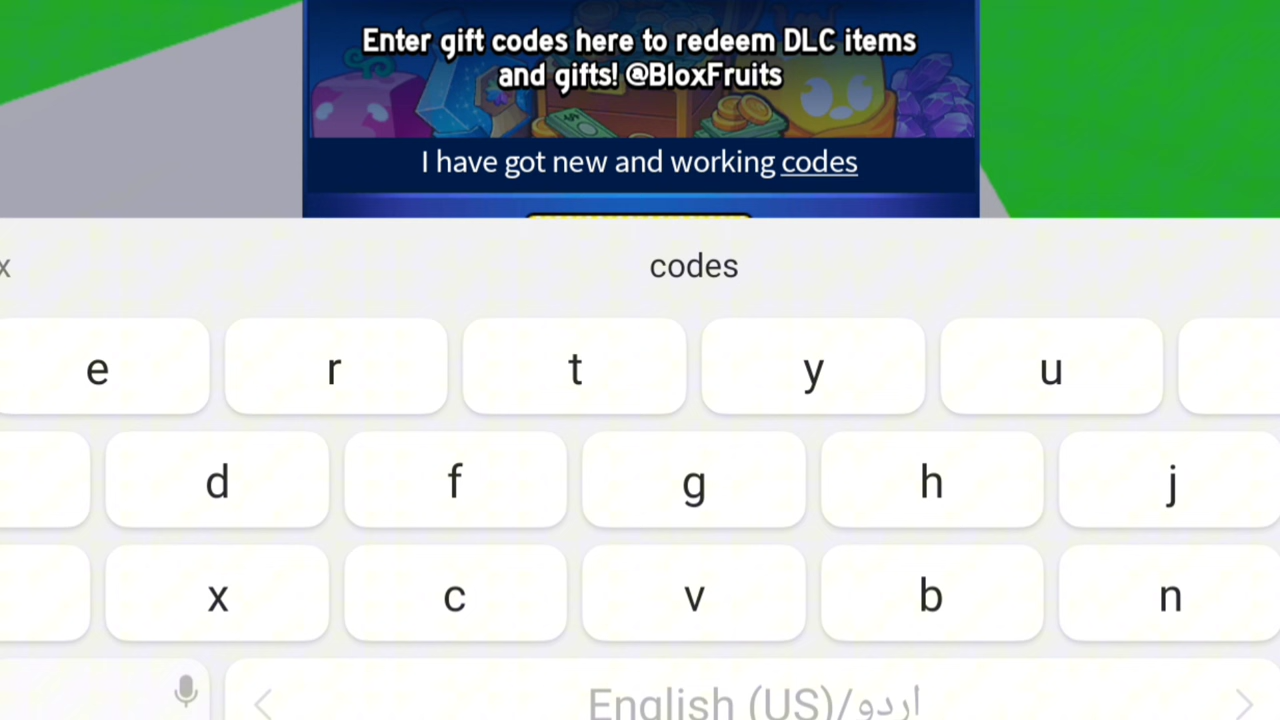 Enter gift codes here to redeem DLC items
and gifts! @BloxFruits
I have got new and working codes
x
codes
e r t y u
d f g h j
x c v b n
English (US)/اردو